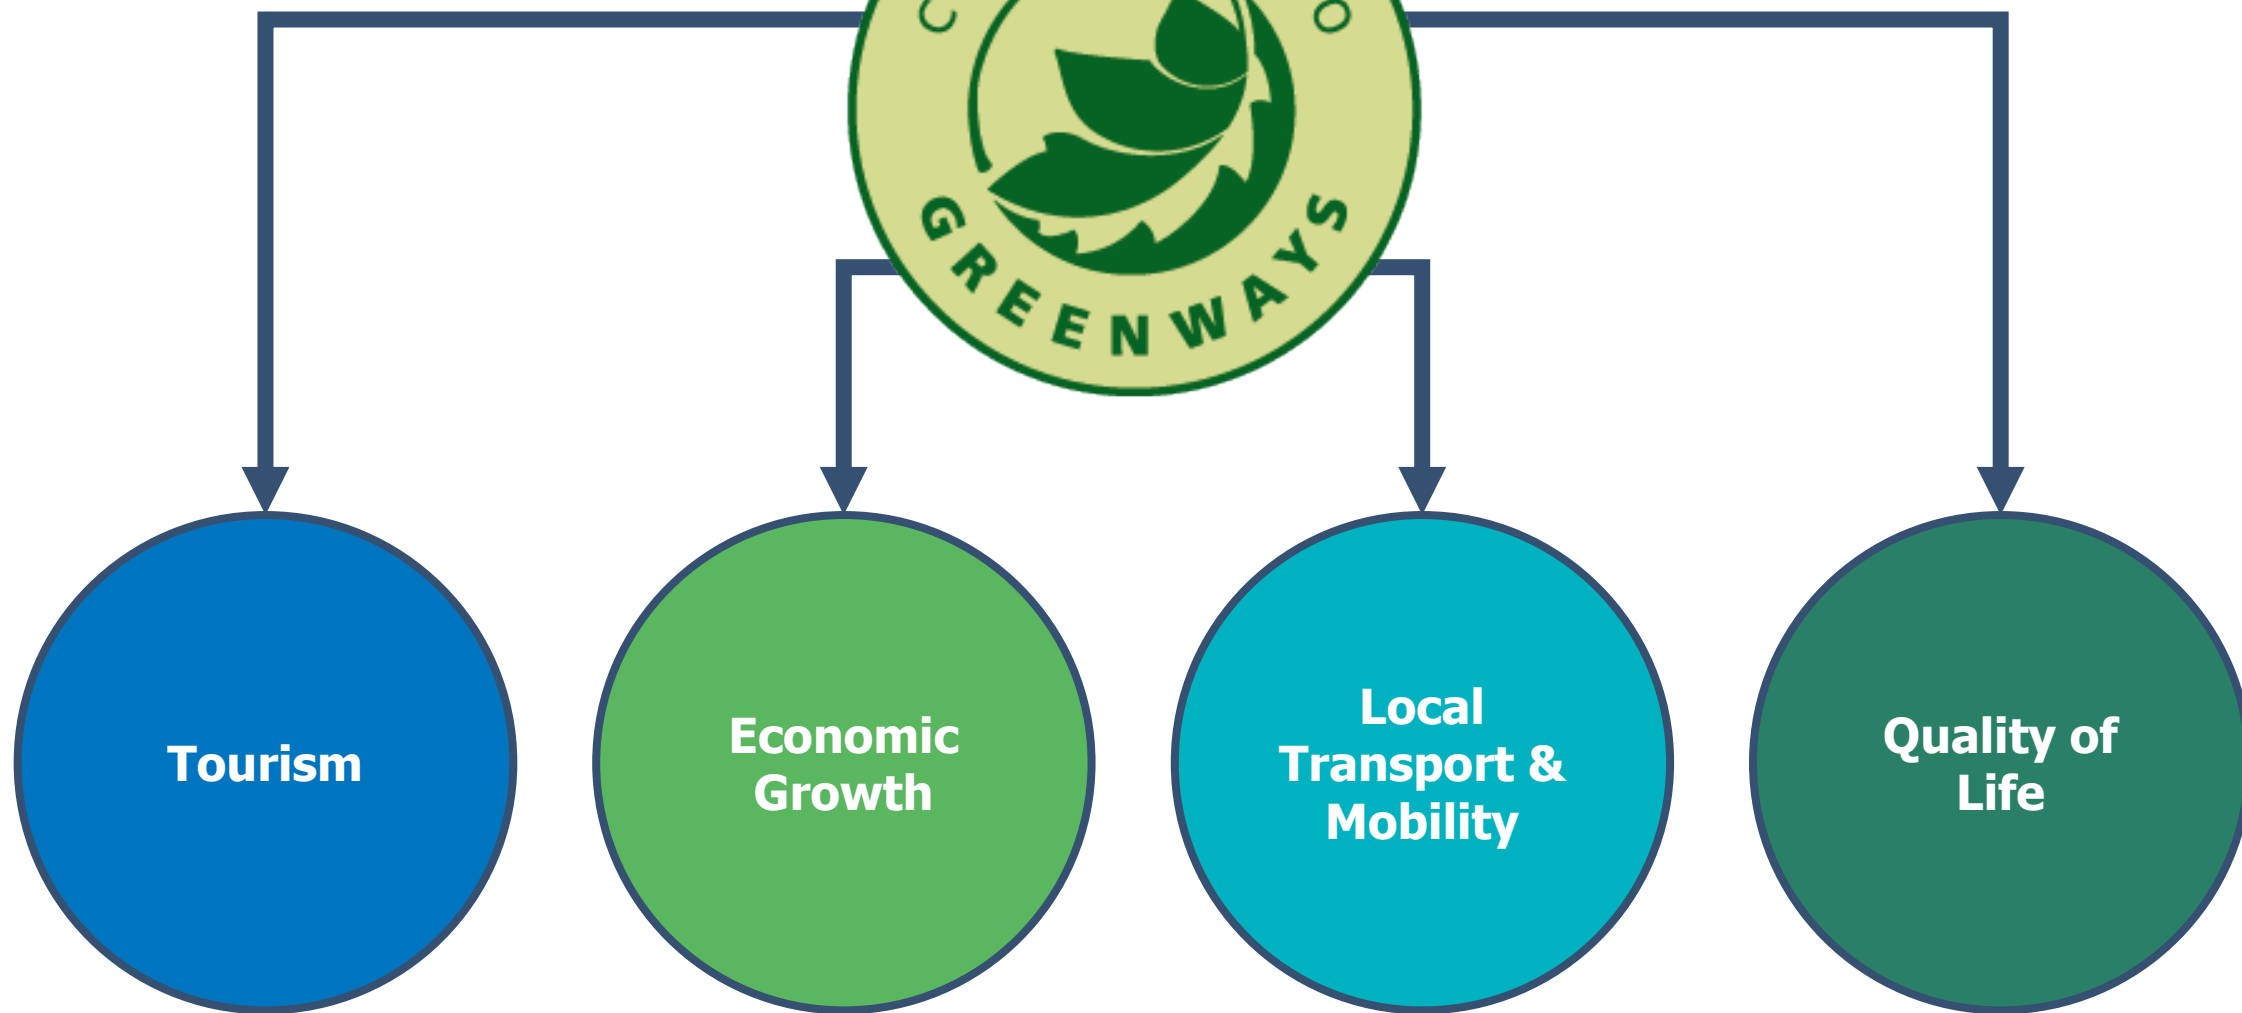 C O
GREENWAYS
Tourism
Economic
Growth
Local
Transport &
Mobility
Quality of
Life